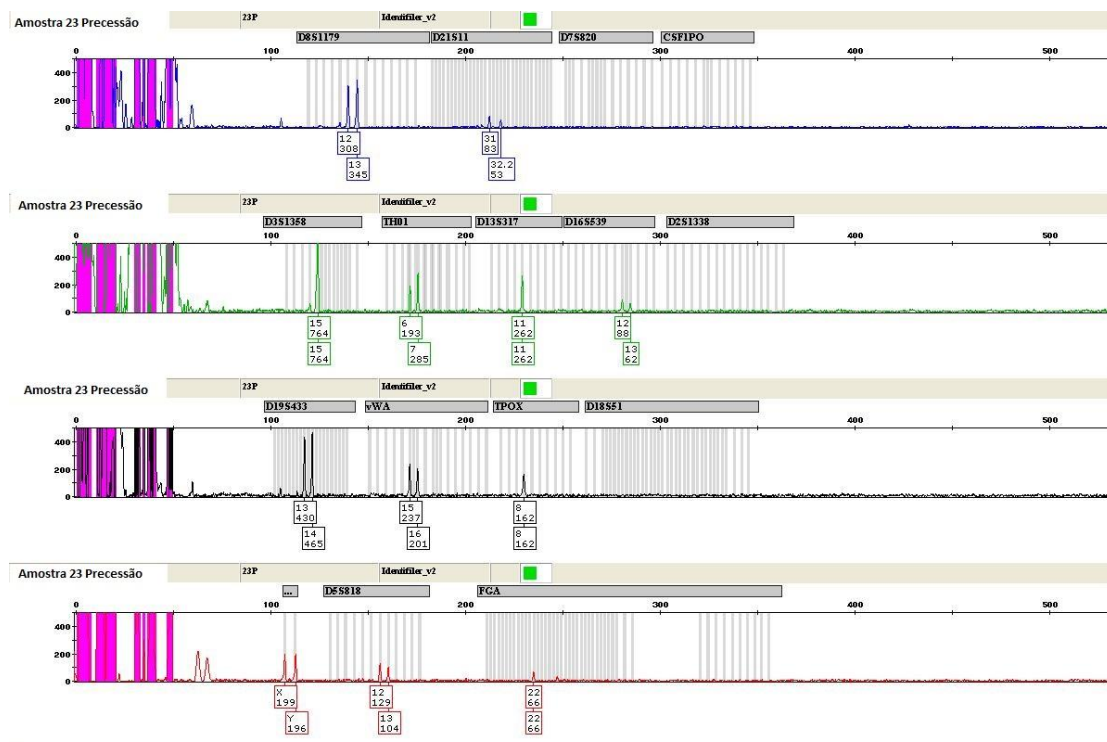 Amostra 23 Precessão 23P Identifiler_v2
D8S1179 D21S11 D7S820 CSF1PO
0 100 200 300 400 500
400
200
0
12 308 31 83
13 345 32.2 53
Amostra 23 Precessão 23P Identifiler_v2
D3S1358 TH01 D13S317 D16S539 D2S1338
0 100 200 300 400 500
400
200
0
15 764 6 193 11 262 12 88
15 764 7 285 11 262 13 62
Amostra 23 Precessão 23P Identifiler_v2
D19S433 vWA TPOX D18S51
0 100 200 300 400 500
400
200
0
13 430 15 237 8 162
14 465 16 201 8 162
Amostra 23 Precessão 23P Identifiler_v2
... D5S818 FGA
0 100 200 300 400 500
400
200
0
X 199 12 129 22 66
Y 196 13 104 22 66